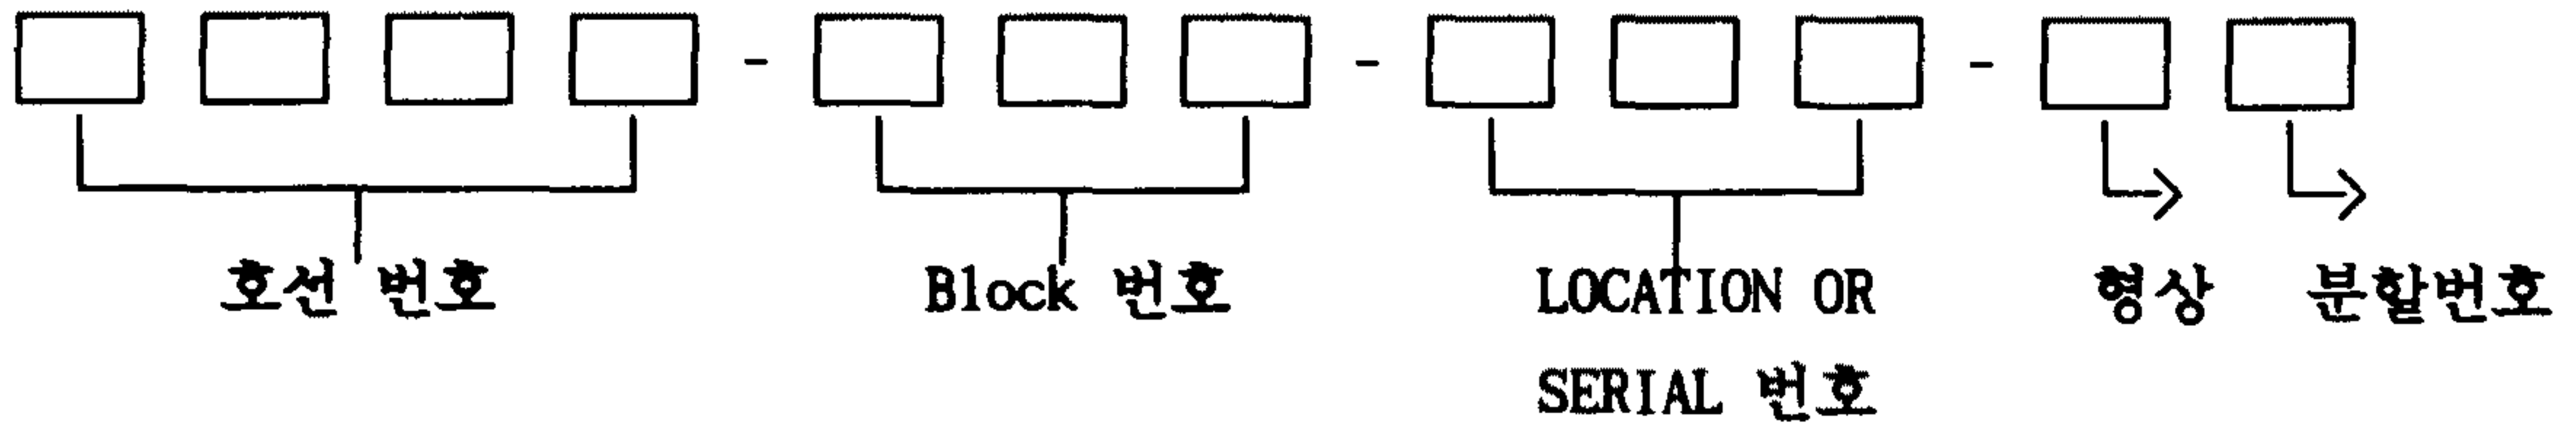 - - -
호선 번호 Block 번호 LOCATION OR 형상 분할번호
SERIAL 번호